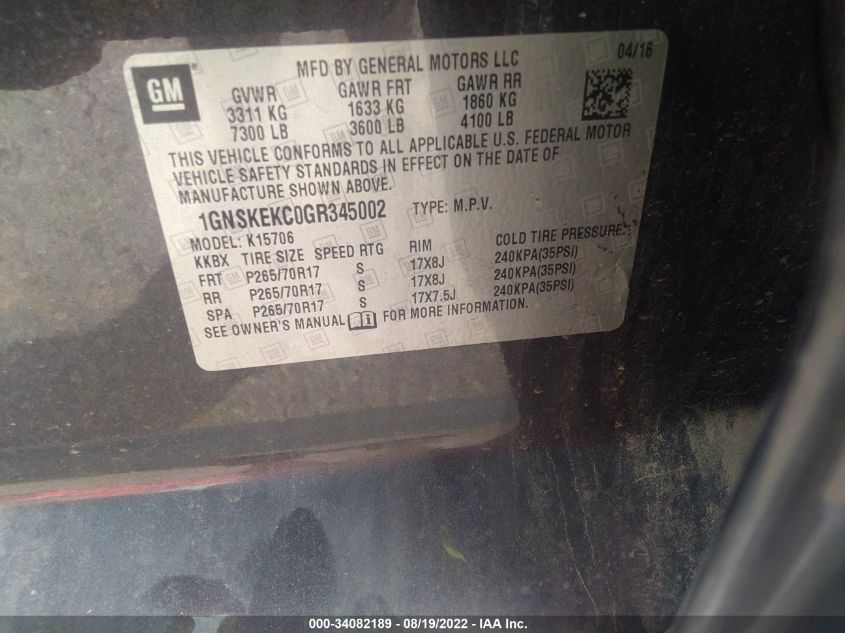 GM
MFD BY GENERAL MOTORS LLC
04/16
GVWR GAWR FRT GAWR RR
3311 KG 1633 KG 1860 KG
7300 LB 3600 LB 4100 LB
THIS VEHICLE CONFORMS TO ALL APPLICABLE U.S. FEDERAL MOTOR
VEHICLE SAFETY STANDARDS IN EFFECT ON THE DATE OF
MANUFACTURE SHOWN ABOVE.
1GNSKEKC0GR345002 TYPE: M.P.V.
MODEL: K15706
KKBX TIRE SIZE SPEED RTG RIM COLD TIRE PRESSURE
FRT P265/70R17 S 17X8J 240KPA(35PSI)
RR P265/70R17 S 17X8J 240KPA(35PSI)
SPA P265/70R17 S 17X7.5J 240KPA(35PSI)
SEE OWNER'S MANUAL FOR MORE INFORMATION.
000-34082189 - 08/19/2022 - IAA Inc.